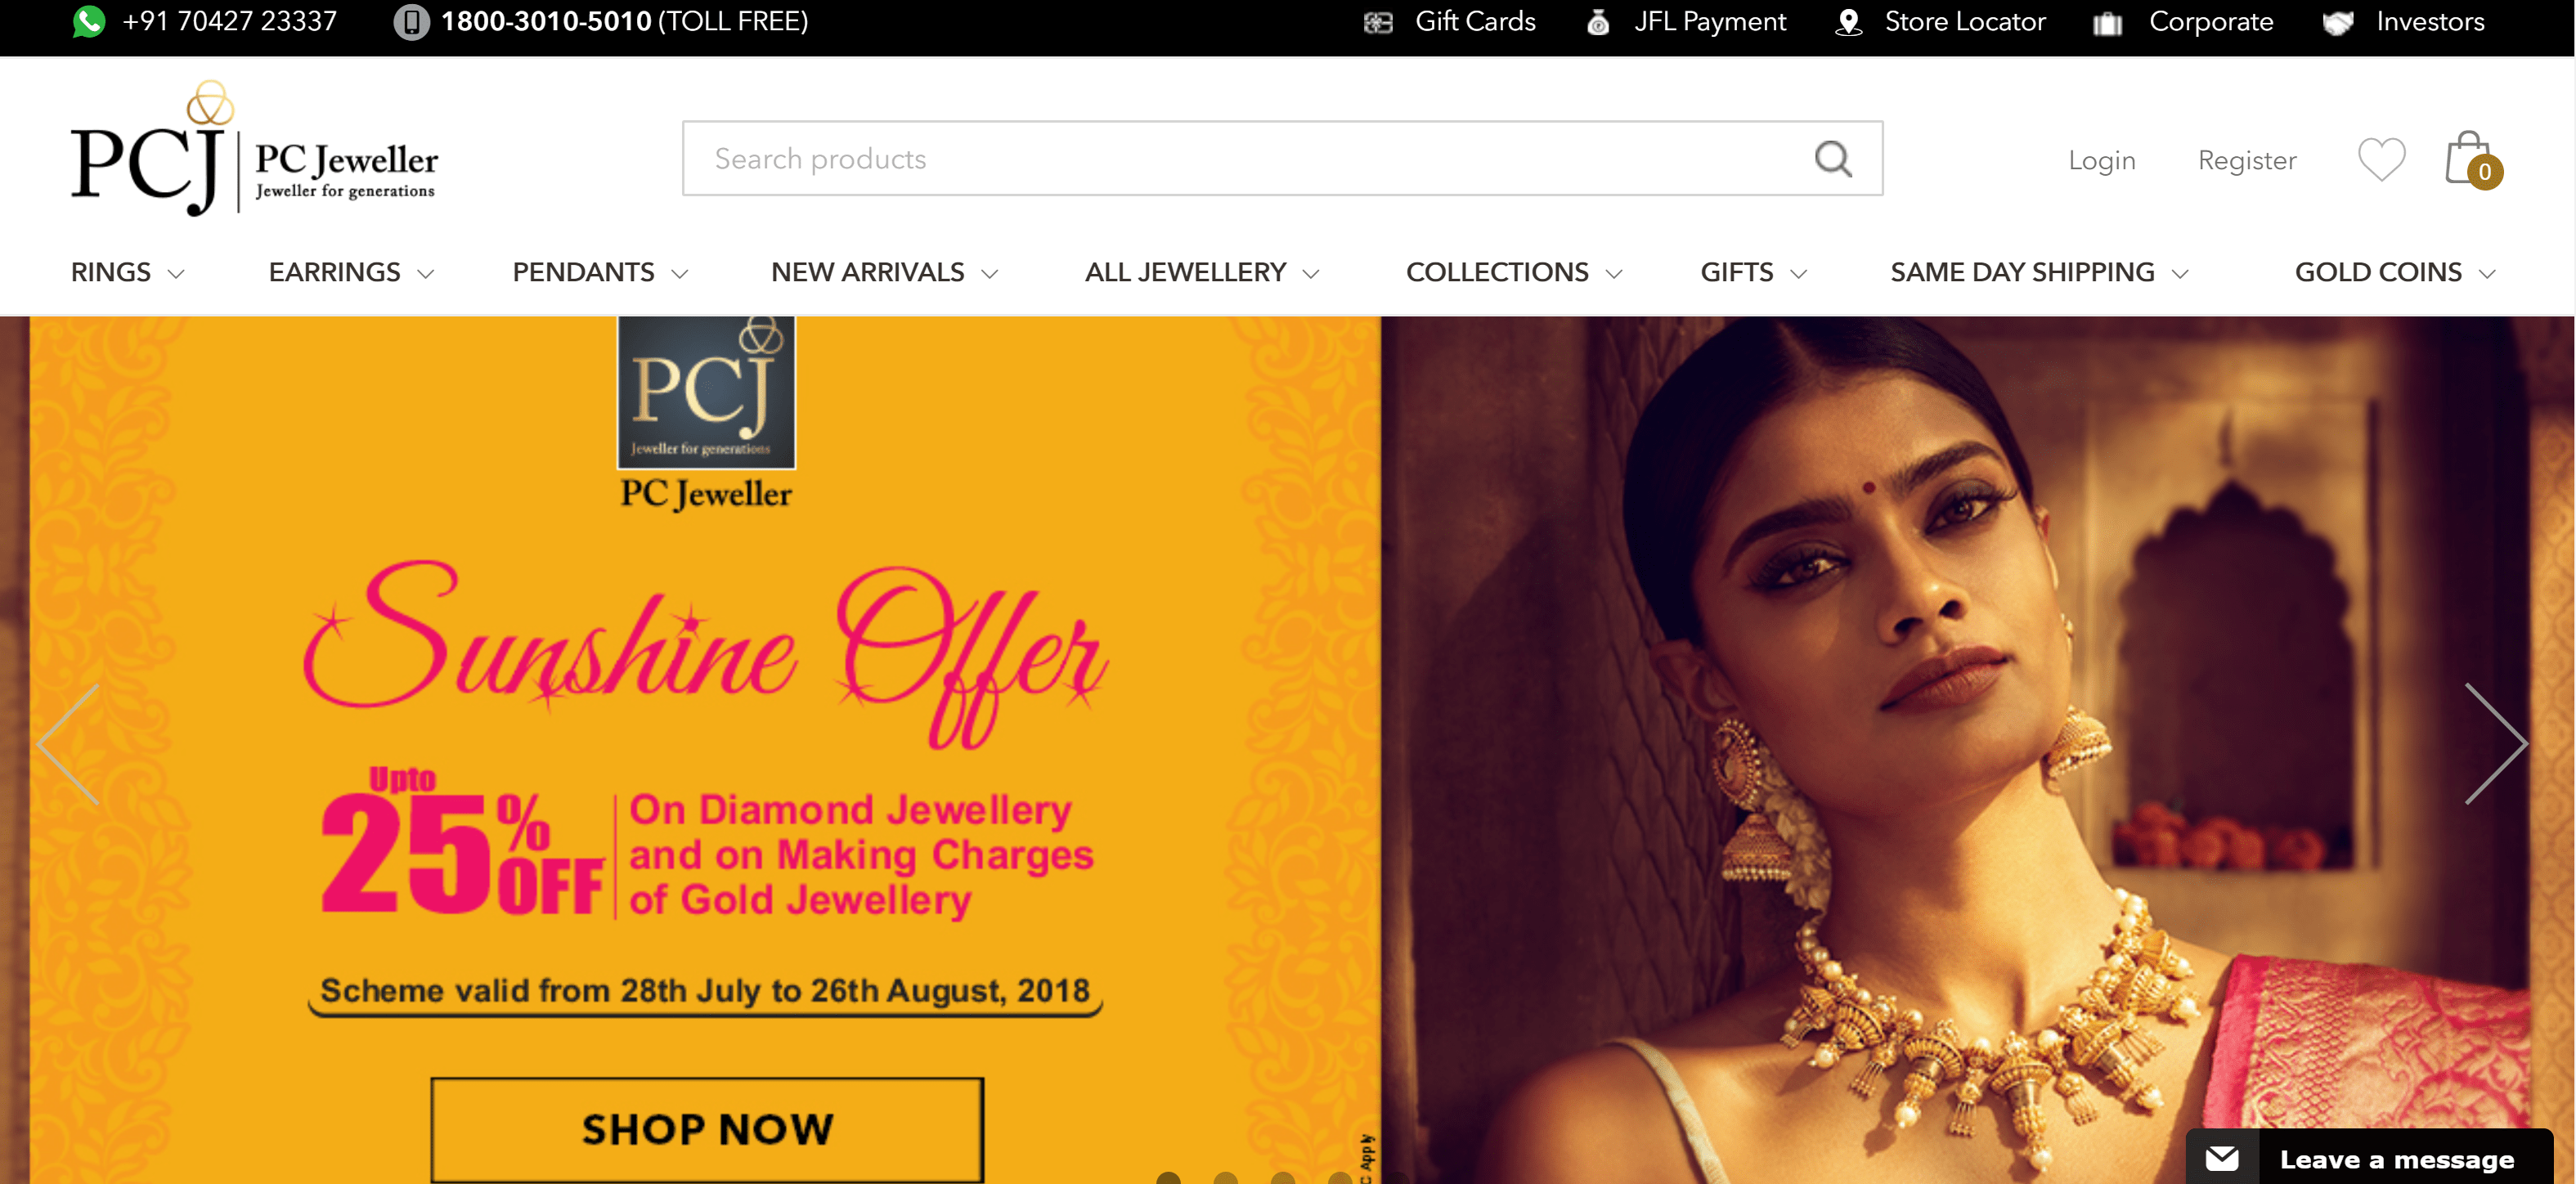 +91 70427 23337
1800-3010-5010 (TOLL FREE)
Gift Cards
JFL Payment
Store Locator
Corporate
Investors
PCJ
PC Jeweller
Jeweller for generations
Search products
Login
Register
0
RINGS
EARRINGS
PENDANTS
NEW ARRIVALS
ALL JEWELLERY
COLLECTIONS
GIFTS
SAME DAY SHIPPING
GOLD COINS
PCJ
Jeweller for generations
PC Jeweller
Sunshine Offer
Upto
25% OFF
On Diamond Jewellery
and on Making Charges
of Gold Jewellery
Scheme valid from 28th July to 26th August, 2018
SHOP NOW
C Apply
Leave a message